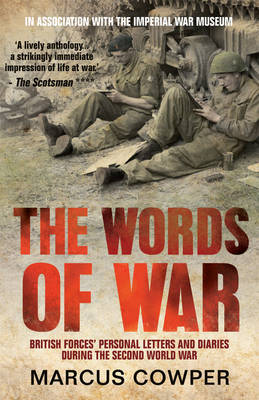 IN ASSOCIATION WITH THE IMPERIAL WAR MUSEUM
'A lively anthology...
a strikingly immediate
impression of life at war.'
- The Scotsman ****
THE WORDS
OF WAR
BRITISH FORCES' PERSONAL LETTERS AND DIARIES
DURING THE SECOND WORLD WAR
MARCUS COWPER